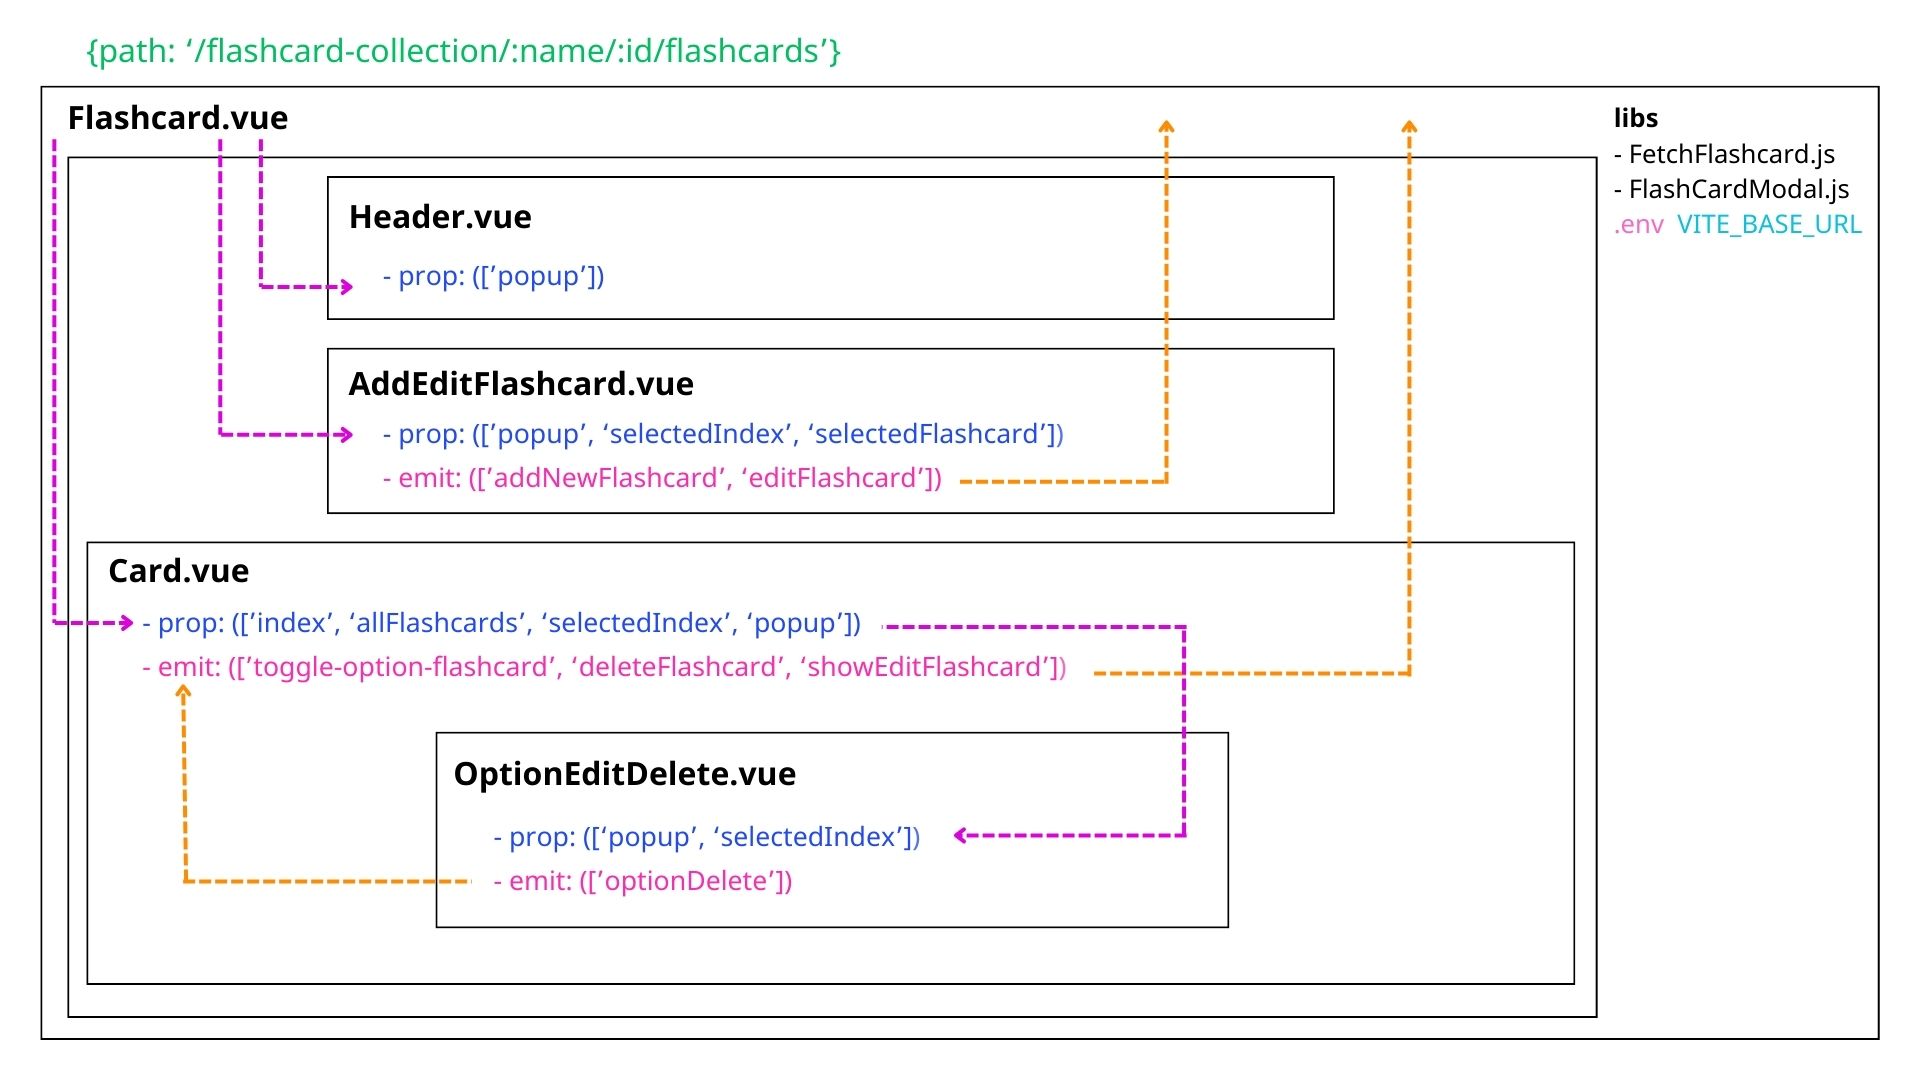 {path: ‘/flashcard-collection/:name/:id/flashcards’}
Flashcard.vue
libs
- FetchFlashcard.js
- FlashCardModal.js
.env VITE_BASE_URL
Header.vue
- prop: ([’popup’])
AddEditFlashcard.vue
- prop: ([’popup’, ‘selectedIndex’, ‘selectedFlashcard’])
- emit: ([’addNewFlashcard’, ‘editFlashcard’])
Card.vue
- prop: ([’index’, ‘allFlashcards’, ‘selectedIndex’, ‘popup’])
- emit: ([’toggle-option-flashcard’, ‘deleteFlashcard’, ‘showEditFlashcard’])
OptionEditDelete.vue
- prop: ([‘popup’, ‘selectedIndex’])
- emit: ([’optionDelete’])